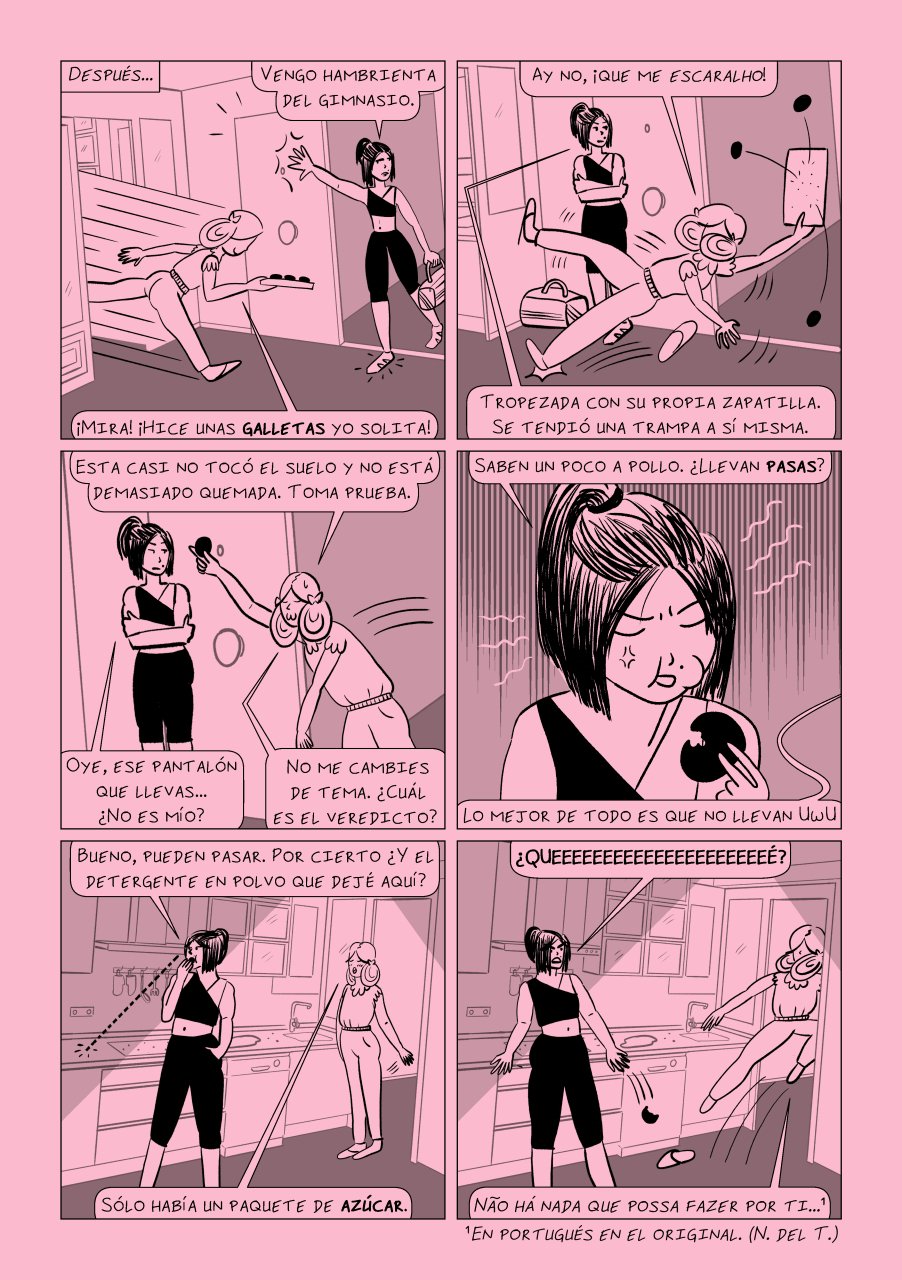 Después...
Vengo hambrienta
del gimnasio.
¡Mira! ¡Hice unas galletas yo solita!
Ay no, ¡que me escaralho!
Tropezada con su propia zapatilla.
Se tendió una trampa a sí misma.
Esta casi no tocó el suelo y no está
demasiado quemada. Toma prueba.
Oye, ese pantalón
que llevas...
¿No es mío?
No me cambies
de tema. ¿Cuál
es el veredicto?
Saben un poco a pollo. ¿Llevan pasas?
Lo mejor de todo es que no llevan UwU
Bueno, pueden pasar. Por cierto ¿Y el
detergente en polvo que dejé aquí?
Sólo había un paquete de azúcar.
¿QUEEEEEEEEEEEEEEEEEEEEEEÉ?
Não há nada que possa fazer por ti...¹
¹En portugués en el original. (N. del T.)